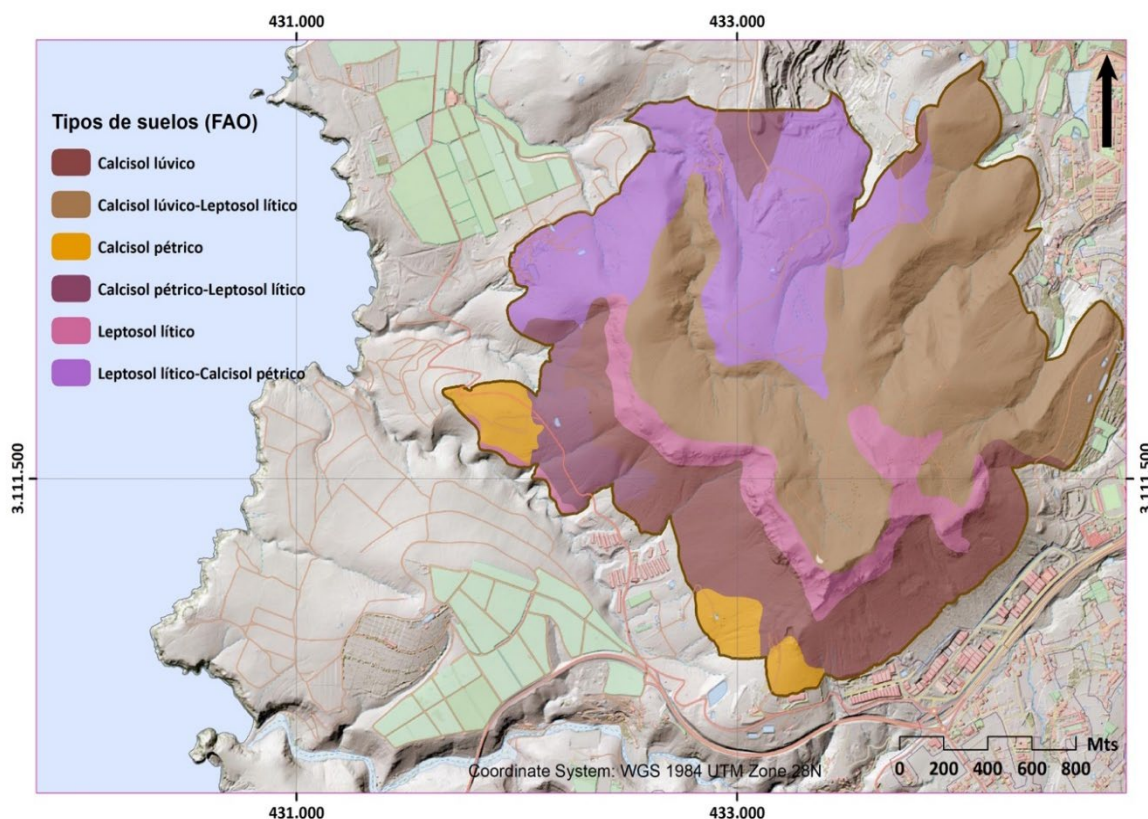 431.000 433.000
Tipos de suelos (FAO)
Calcisol lúvico
Calcisol lúvico-Leptosol lítico
Calcisol pétrico
Calcisol pétrico-Leptosol lítico
Leptosol lítico
Leptosol lítico-Calcisol pétrico
3.111.500 3.111.500
Mts
Coordinate System: WGS 1984 UTM Zone 28N
0 200 400 600 800
431.000 433.000